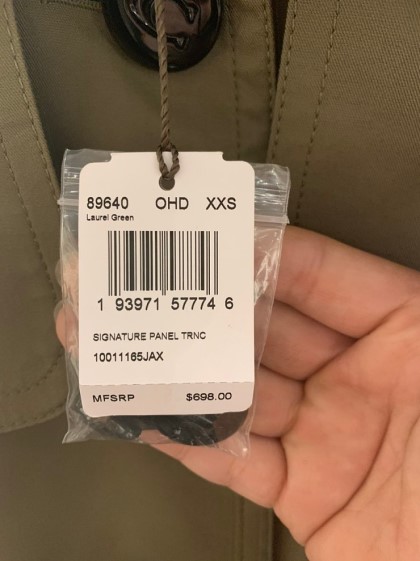 89640 OHD XXS
Laurel Green
1 93971 57774 6
SIGNATURE PANEL TRNC
10011165JAX
MFSRP $698.00